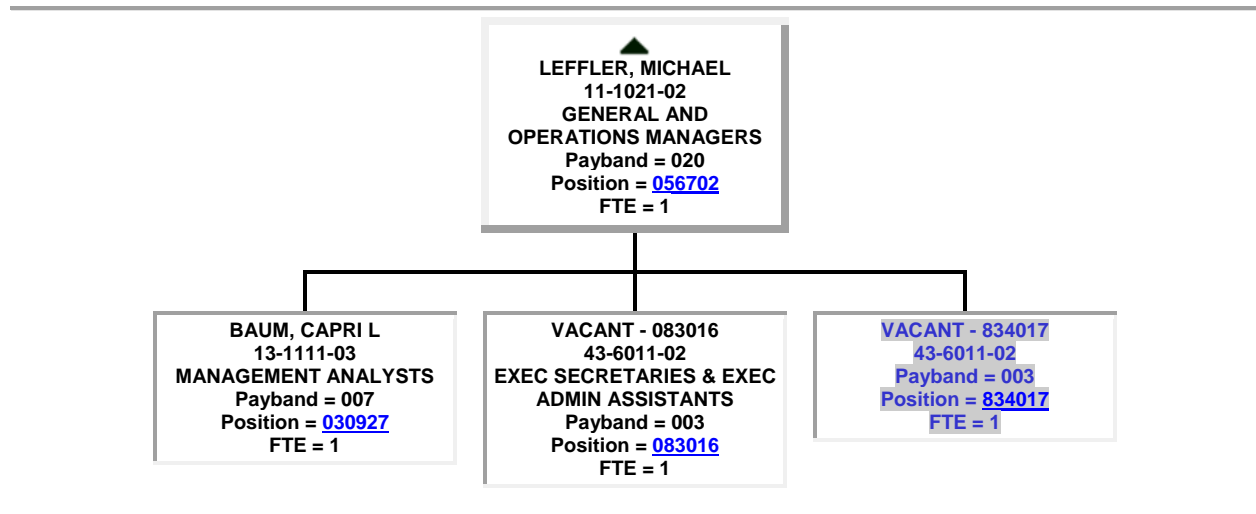 LEFFLER, MICHAEL
11-1021-02
GENERAL AND
OPERATIONS MANAGERS
Payband = 020
Position = 056702
FTE = 1
BAUM, CAPRI L
13-1111-03
MANAGEMENT ANALYSTS
Payband = 007
Position = 030927
FTE = 1
VACANT - 083016
43-6011-02
EXEC SECRETARIES & EXEC
ADMIN ASSISTANTS
Payband = 003
Position = 083016
FTE = 1
VACANT - 834017
43-6011-02
Payband = 003
Position = 834017
FTE = 1